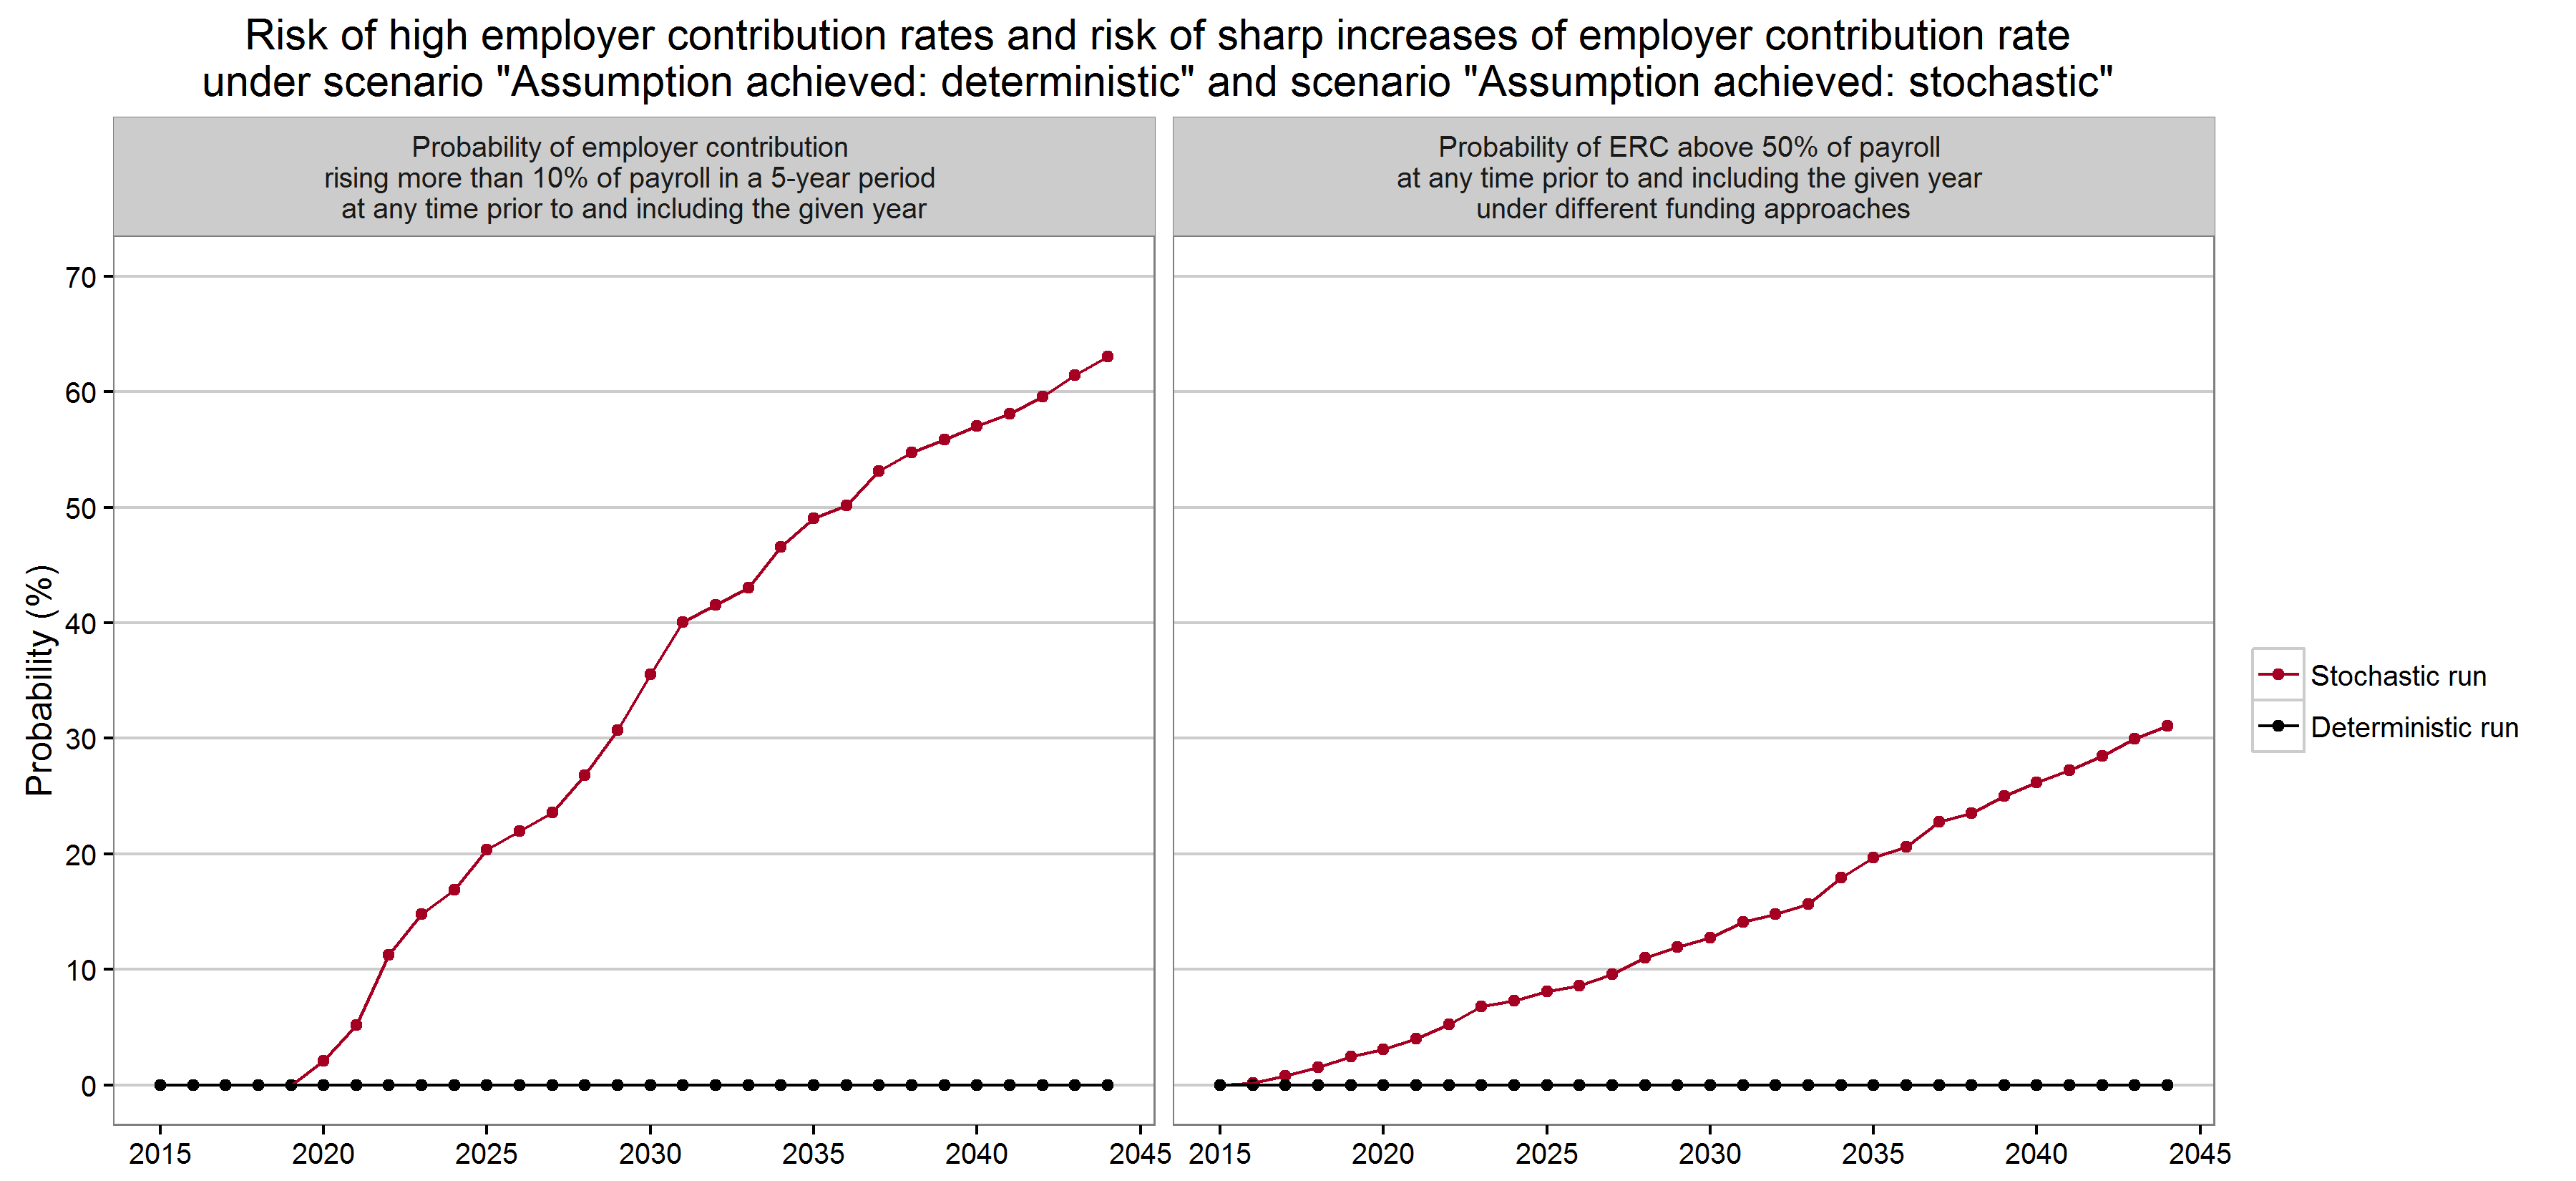 Risk of high employer contribution rates and risk of sharp increases of employer contribution rate
under scenario "Assumption achieved: deterministic" and scenario "Assumption achieved: stochastic"
Probability of employer contribution
rising more than 10% of payroll in a 5-year period
at any time prior to and including the given year
Probability of ERC above 50% of payroll
at any time prior to and including the given year
under different funding approaches
Probability (%)
70
60
50
40
30
20
10
0
2015 2020 2025 2030 2035 2040 2045
2015 2020 2025 2030 2035 2040 2045
Stochastic run
Deterministic run